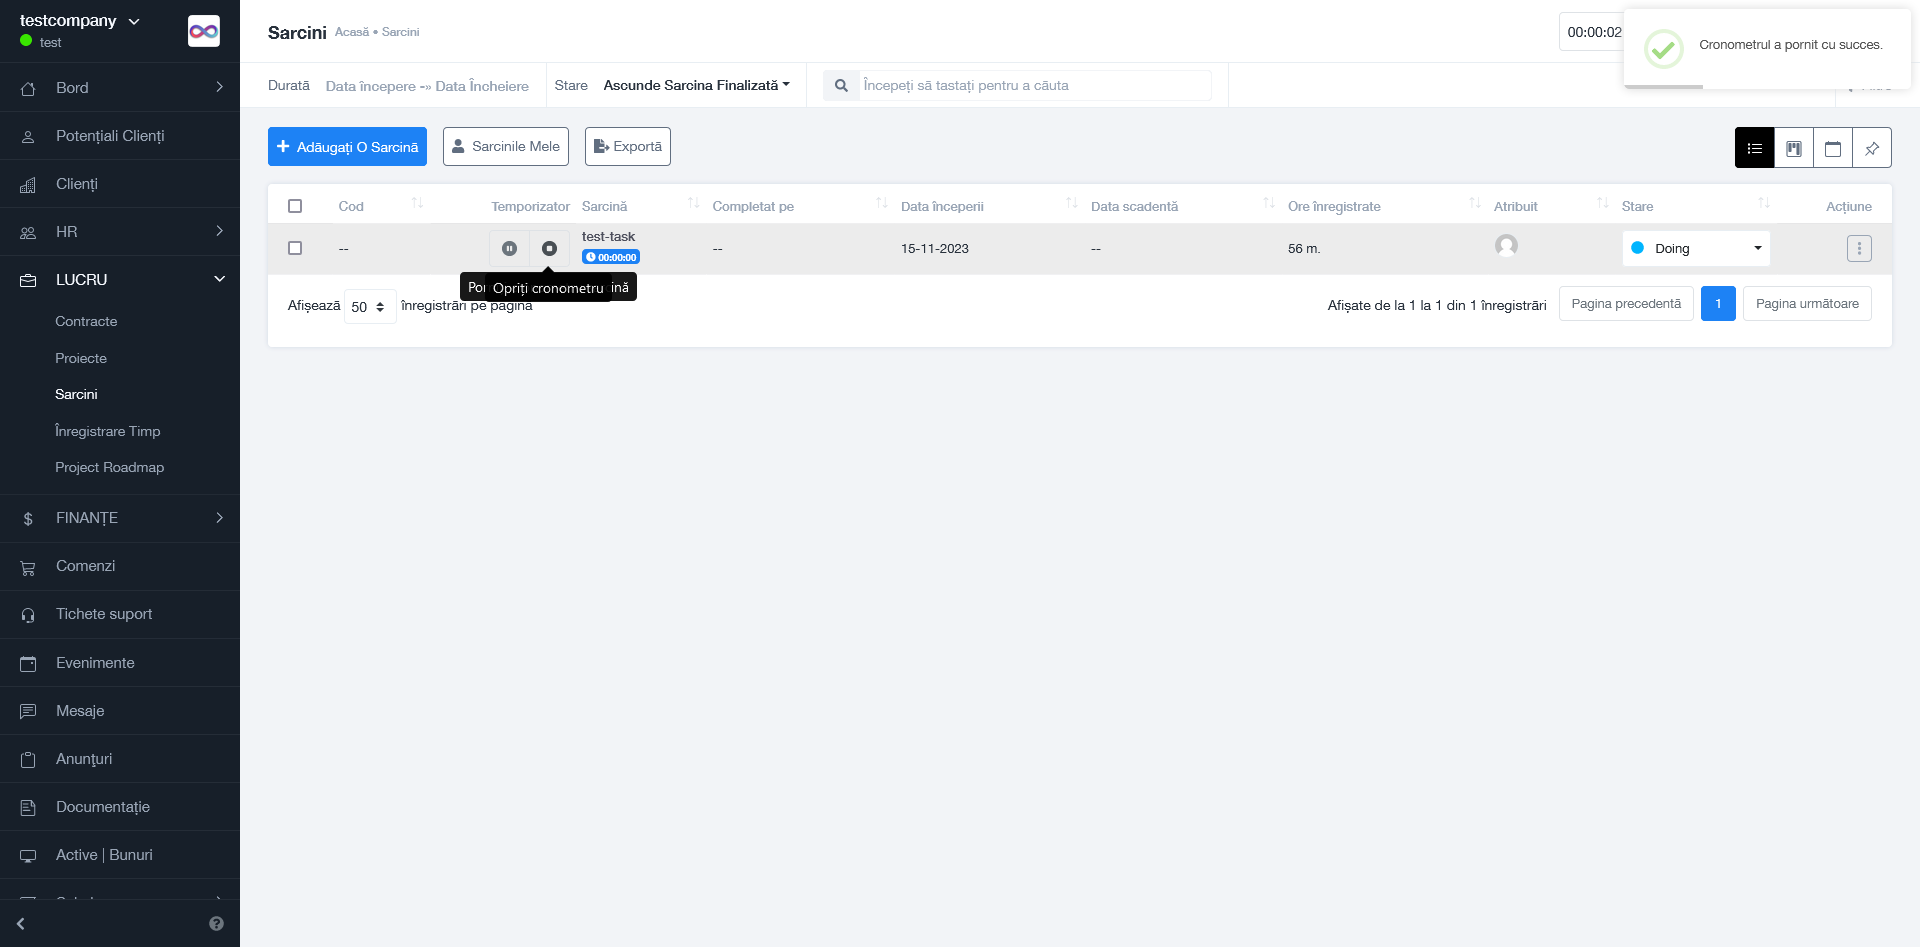 testcompany
test
Bord
Potențiali Clienți
Clienți
HR
LUCRU
Contracte
Proiecte
Sarcini
Înregistrare Timp
Project Roadmap
FINANȚE
Comenzi
Tichete suport
Evenimente
Mesaje
Anunțuri
Documentație
Active | Bunuri
Sarcini
Acasă • Sarcini
00:00:02
Cronometrul a pornit cu succes.
Durată Data începere -» Data Încheiere
Stare Ascunde Sarcina Finalizată
Începeți să tastați pentru a căuta
Adăugați O Sarcină
Sarcinile Mele
Exportă
Cod Temporizator Sarcină Completat pe Data începerii Data scadentă Ore înregistrate Atribuit Stare Acțiune
-- test-task -- 15-11-2023 -- 56 m. Doing
00:00:00
Opriți cronometru
Afișează 50 înregistrări pe pagină
Afișate de la 1 la 1 din 1 înregistrări
Pagina precedentă 1 Pagina următoare